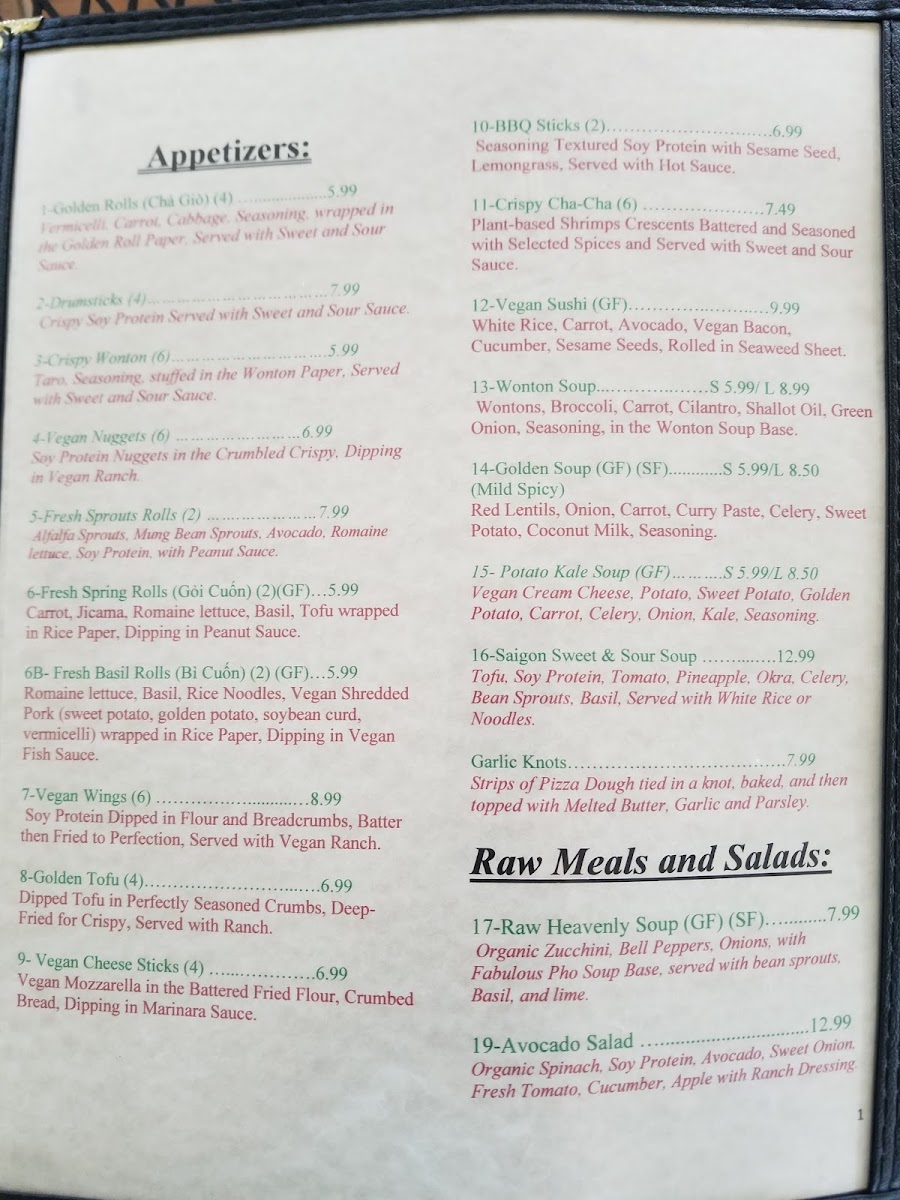 Appetizers:
1-Golden Rolls (Chả Giò) (4) .....................5.99
Vermicelli, Carrot, Cabbage, Seasoning, wrapped in
the Golden Roll Paper, Served with Sweet and Sour
Sauce.
2-Drumsticks (4)……………………………7.99
Crispy Soy Protein Served with Sweet and Sour Sauce.
3-Crispy Wonton (6)……………………….5.99
Taro, Seasoning, stuffed in the Wonton Paper, Served
with Sweet and Sour Sauce.
4-Vegan Nuggets (6) ……………………6.99
Soy Protein Nuggets in the Crumbled Crispy, Dipping
in Vegan Ranch.
5-Fresh Sprouts Rolls (2) …………………7.99
Alfalfa Sprouts, Mung Bean Sprouts, Avocado, Romaine
lettuce, Soy Protein, with Peanut Sauce.
6-Fresh Spring Rolls (Gỏi Cuốn) (2)(GF)…5.99
Carrot, Jicama, Romaine lettuce, Basil, Tofu wrapped
in Rice Paper, Dipping in Peanut Sauce.
6B- Fresh Basil Rolls (Bì Cuốn) (2) (GF)…5.99
Romaine lettuce, Basil, Rice Noodles, Vegan Shredded
Pork (sweet potato, golden potato, soybean curd,
vermicelli) wrapped in Rice Paper, Dipping in Vegan
Fish Sauce.
7-Vegan Wings (6) ………………...........…8.99
Soy Protein Dipped in Flour and Breadcrumbs, Batter
then Fried to Perfection, Served with Vegan Ranch.
8-Golden Tofu (4)……………………..….6.99
Dipped Tofu in Perfectly Seasoned Crumbs, Deep-
Fried for Crispy, Served with Ranch.
9- Vegan Cheese Sticks (4) …...……………6.99
Vegan Mozzarella in the Battered Fried Flour, Crumbed
Bread, Dipping in Marinara Sauce.
10-BBQ Sticks (2)……………………….6.99
Seasoning Textured Soy Protein with Sesame Seed,
Lemongrass, Served with Hot Sauce.
11-Crispy Cha-Cha (6) …………………7.49
Plant-based Shrimps Crescents Battered and Seasoned
with Selected Spices and Served with Sweet and Sour
Sauce.
12-Vegan Sushi (GF)……………………9.99
White Rice, Carrot, Avocado, Vegan Bacon,
Cucumber, Sesame Seeds, Rolled in Seaweed Sheet.
13-Wonton Soup...………………S 5.99/ L 8.99
Wontons, Broccoli, Carrot, Cilantro, Shallot Oil, Green
Onion, Seasoning, in the Wonton Soup Base.
14-Golden Soup (GF) (SF)............S 5.99/L 8.50
(Mild Spicy)
Red Lentils, Onion, Carrot, Curry Paste, Celery, Sweet
Potato, Coconut Milk, Seasoning.
15- Potato Kale Soup (GF)………S 5.99/L 8.50
Vegan Cream Cheese, Potato, Sweet Potato, Golden
Potato, Carrot, Celery, Onion, Kale, Seasoning.
16-Saigon Sweet & Sour Soup ……...….12.99
Tofu, Soy Protein, Tomato, Pineapple, Okra, Celery,
Bean Sprouts, Basil, Served with White Rice or
Noodles.
Garlic Knots………………………………7.99
Strips of Pizza Dough tied in a knot, baked, and then
topped with Melted Butter, Garlic and Parsley.
Raw Meals and Salads:
17-Raw Heavenly Soup (GF) (SF)…........7.99
Organic Zucchini, Bell Peppers, Onions, with
Fabulous Pho Soup Base, served with bean sprouts,
Basil, and lime.
19-Avocado Salad ………………………12.99
Organic Spinach, Soy Protein, Avocado, Sweet Onion,
Fresh Tomato, Cucumber, Apple with Ranch Dressing.
1